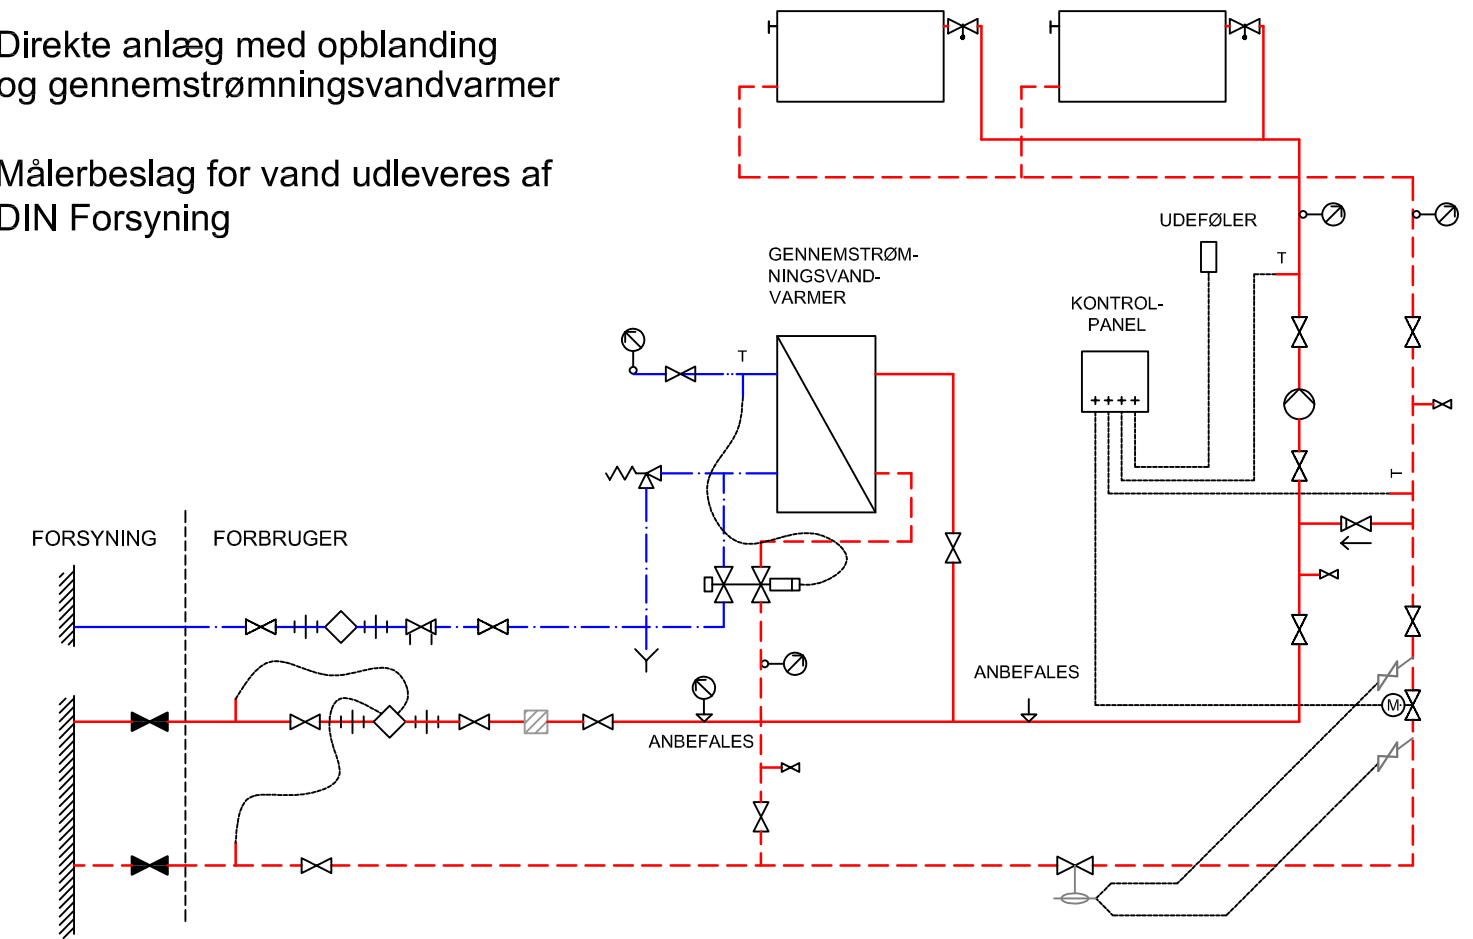 Direkte anlæg med opblanding
og gennemstrømningsvandvarmer
Målerbeslag for vand udleveres af
DIN Forsyning
UDEFØLER
GENNEMSTRØM-
NINGSVAND-
VARMER
T
KONTROL-
PANEL
T
T
FORSYNING
FORBRUGER
ANBEFALES
M
ANBEFALES